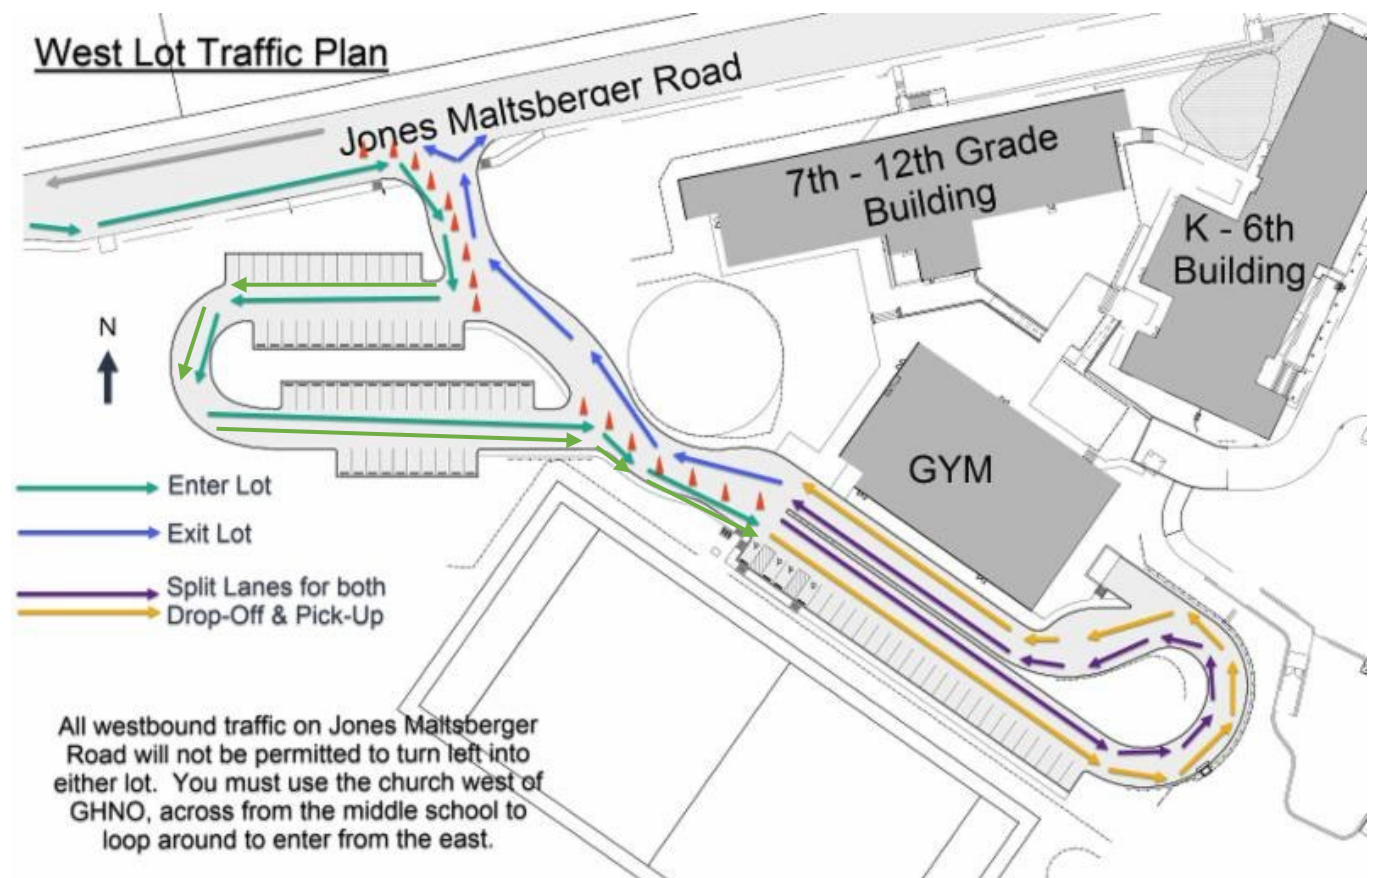 West Lot Traffic Plan
Jones Maltsberger Road
7th - 12th Grade
Building
K - 6th
Building
N
GYM
Enter Lot
Exit Lot
Split Lanes for both
Drop-Off & Pick-Up
All westbound traffic on Jones Maltsberger
Road will not be permitted to turn left into
either lot. You must use the church west of
GHNO, across from the middle school to
loop around to enter from the east.